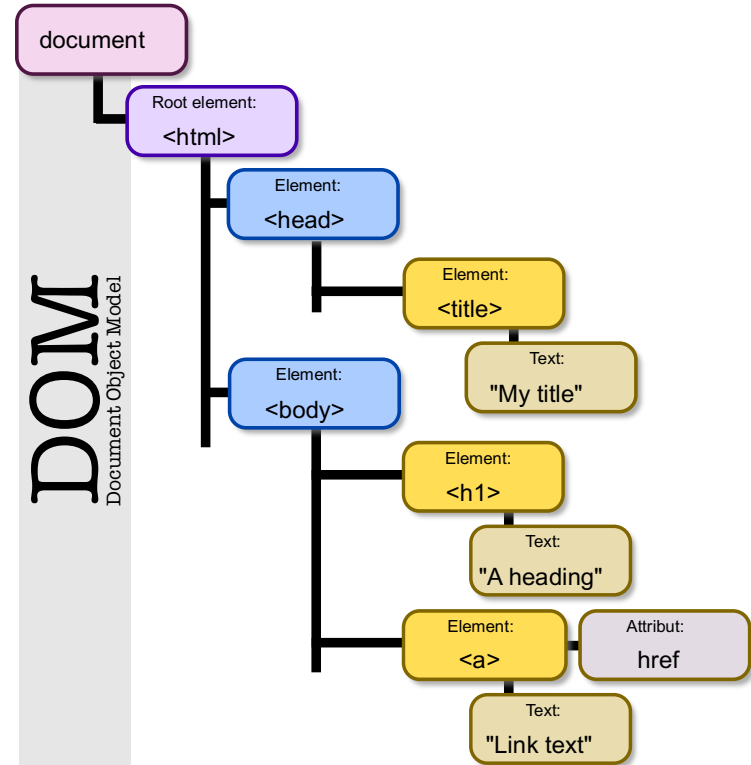 document
Root element:
<html>
Element:
<head>
Element:
<title>
Text:
"My title"
Element:
<body>
Element:
<h1>
Text:
"A heading"
Element:
<a>
Attribut:
href
Text:
"Link text"
DOM
Document Object Model